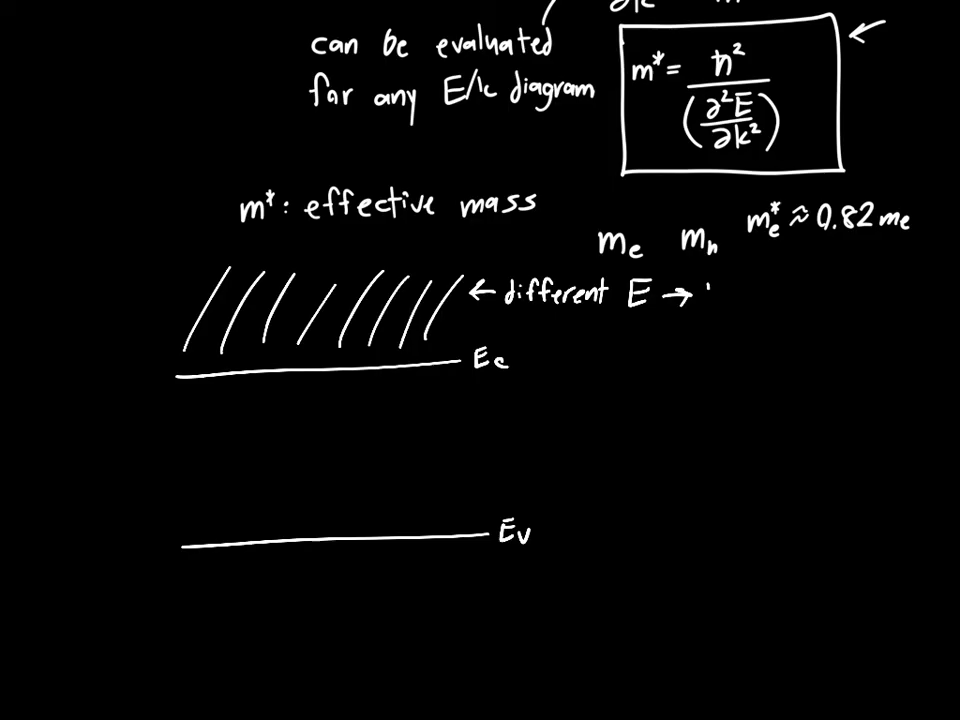 can be evaluated
for any E/k diagram
m* = ħ² / (∂²E / ∂k²)
m*: effective mass
mₑ mₕ mₑ* ≈ 0.82 mₑ
← different E →
Ec
Ev